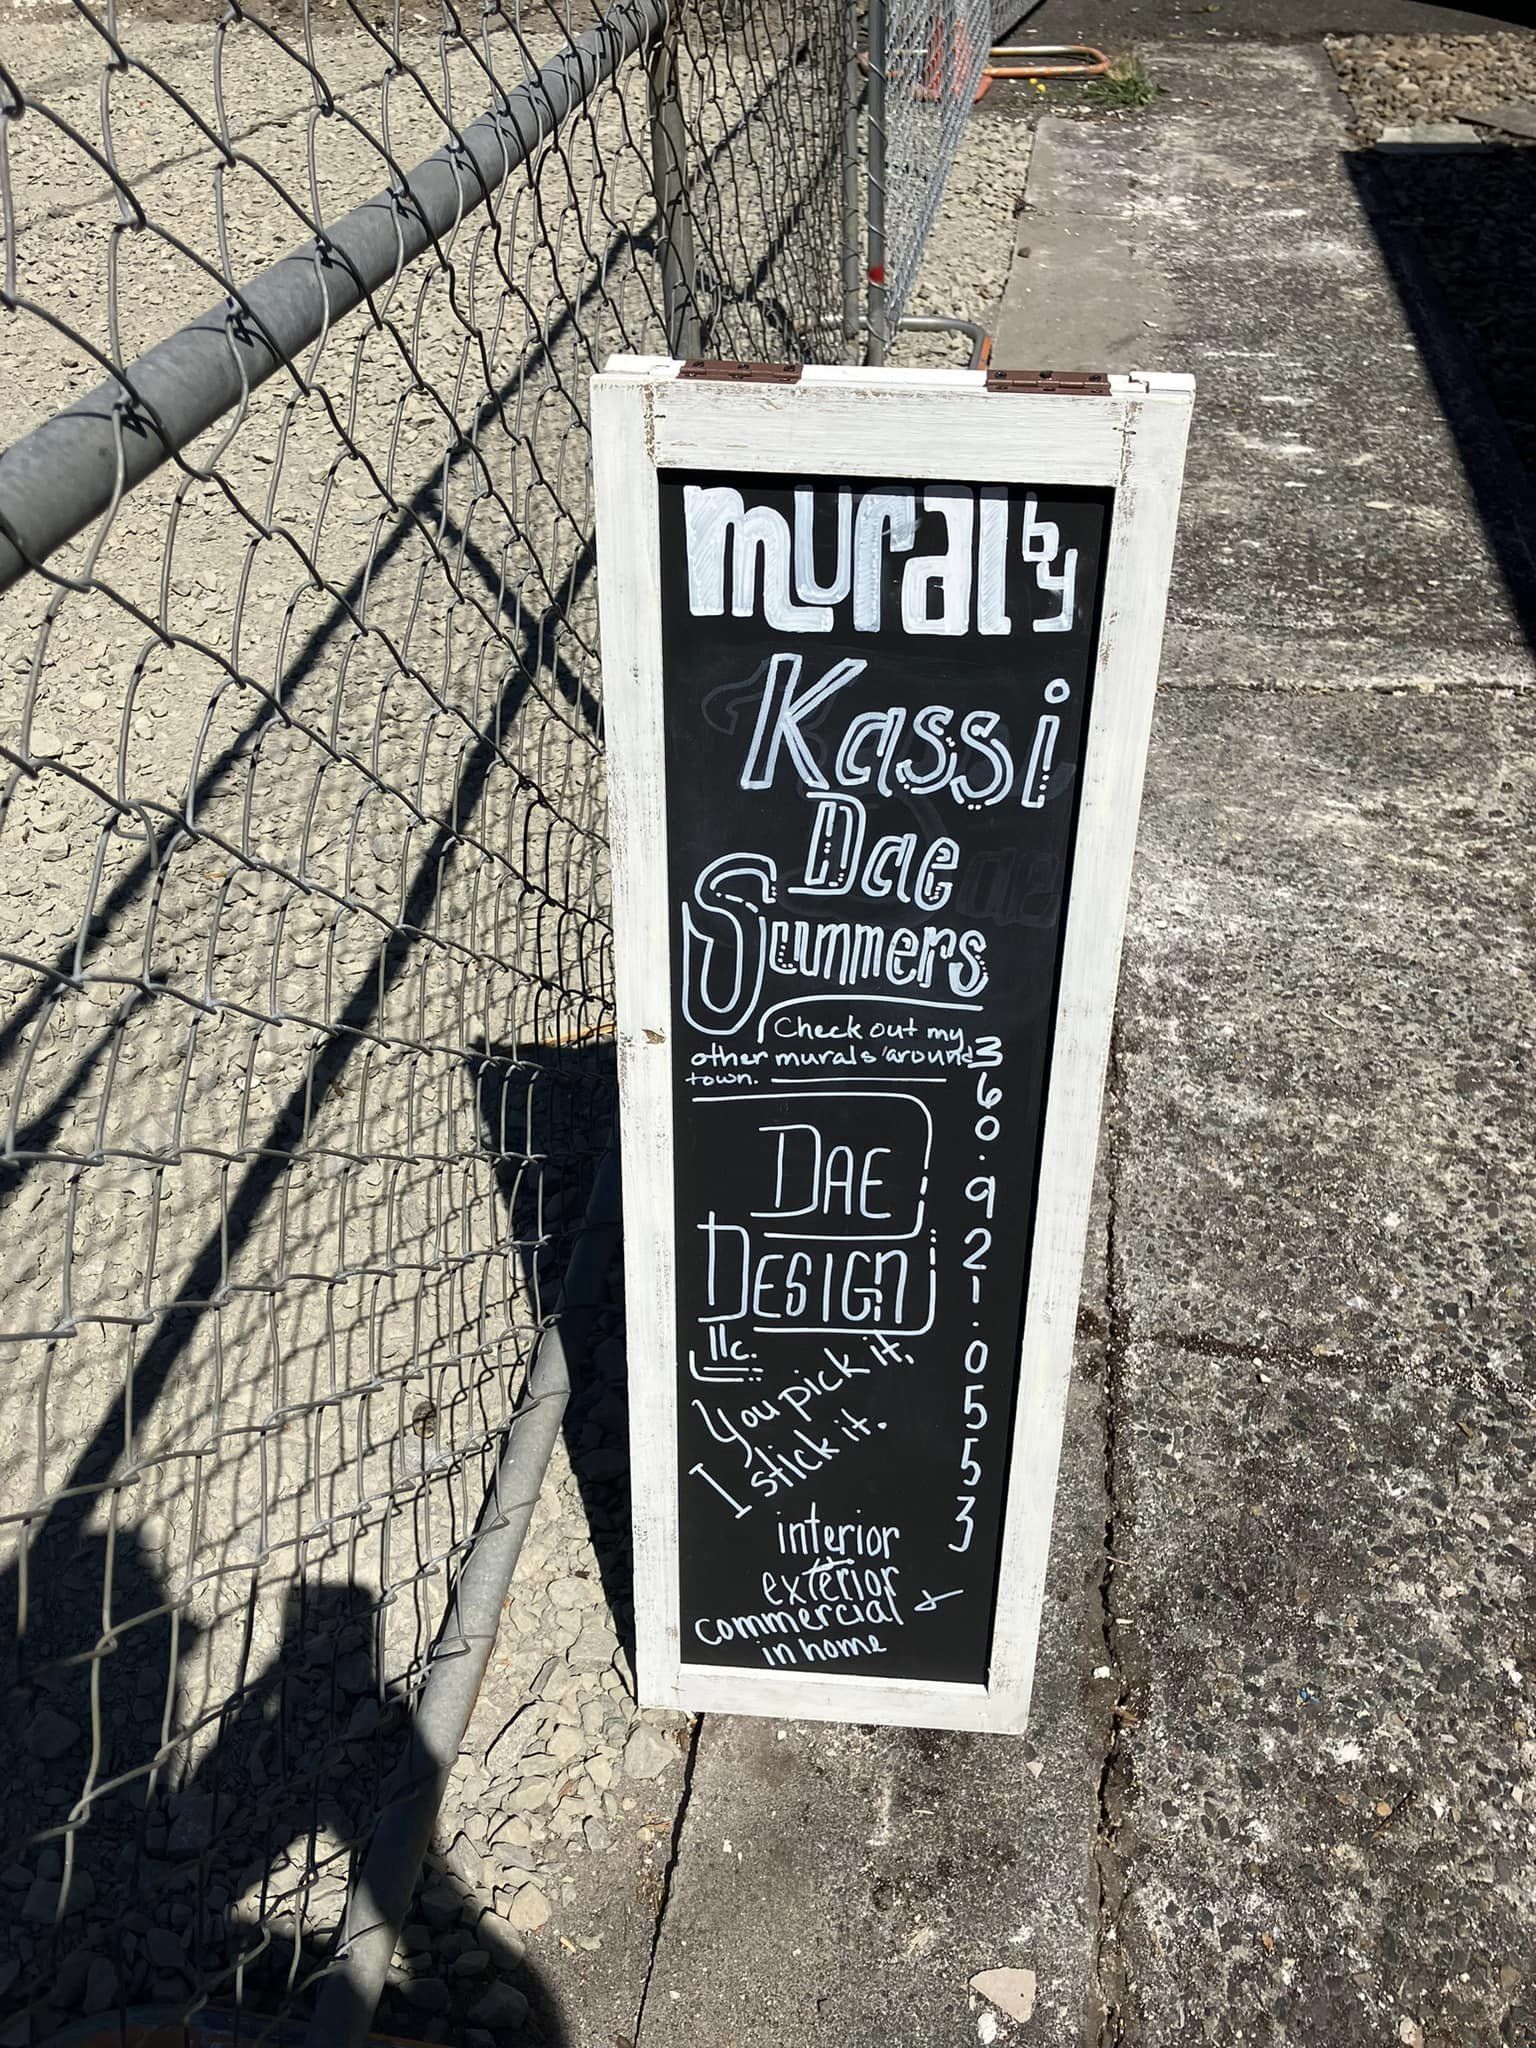 mural by
Kassi
Dae
Summers
Check out my
other murals around
town.
360.921.0553
DAE
DESIGn
llc.
You pick it,
I stick it.
interior
exterior
commercial +
in home